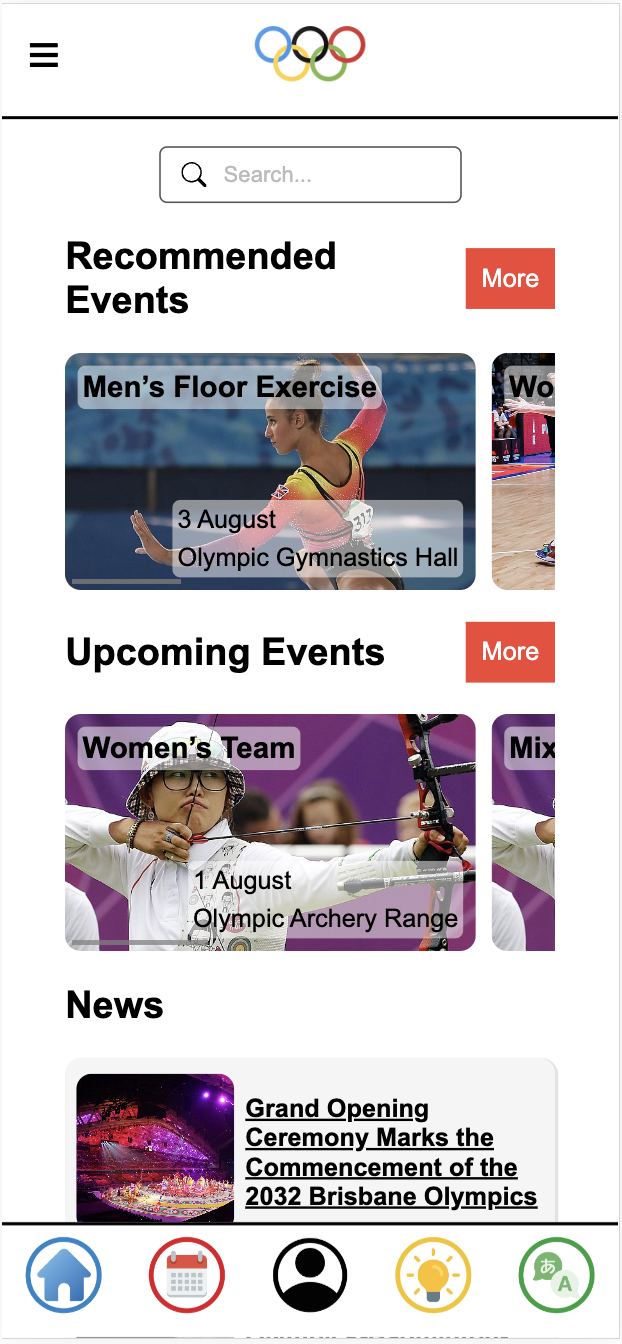 Search...
Recommended
Events
More
Men’s Floor Exercise
Wo
313
3 August
Olympic Gymnastics Hall
Upcoming Events
More
Women’s Team
Mix
1 August
Olympic Archery Range
News
Grand Opening
Ceremony Marks the
Commencement of the
2032 Brisbane Olympics
あ
A